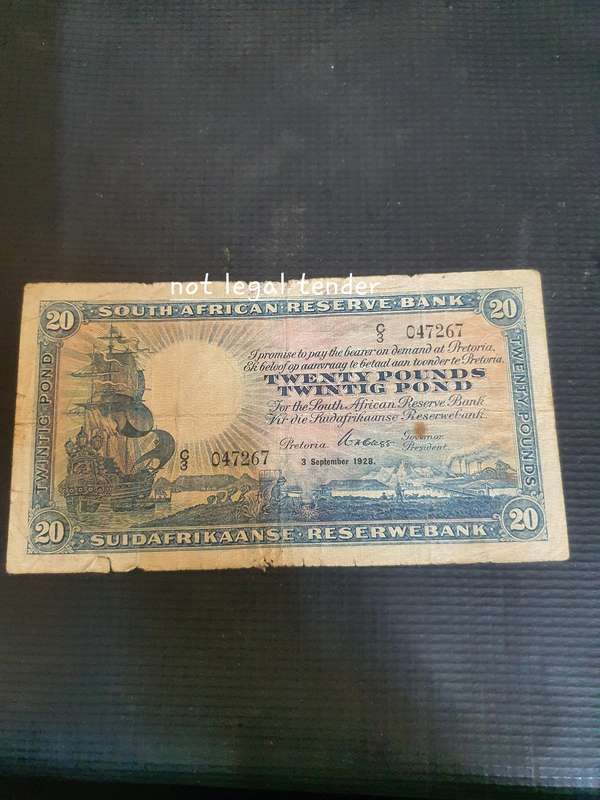 not legal tender
20 SOUTH AFRICAN RESERVE BANK 20
C/3 047267
I promise to pay the bearer on demand at Pretoria.
Ek beloof op aanvraag te betaal aan toonder te Pretoria.
TWENTY POUNDS
TWINTIG POND
For the South African Reserve Bank
Vir die Suidafrikaanse Reserwebank.
Pretoria Governor
President
C/3 047267
3 September 1928.
TWINTIG POND
TWENTY POUNDS
20 SUIDAFRIKAANSE RESERWEBANK 20